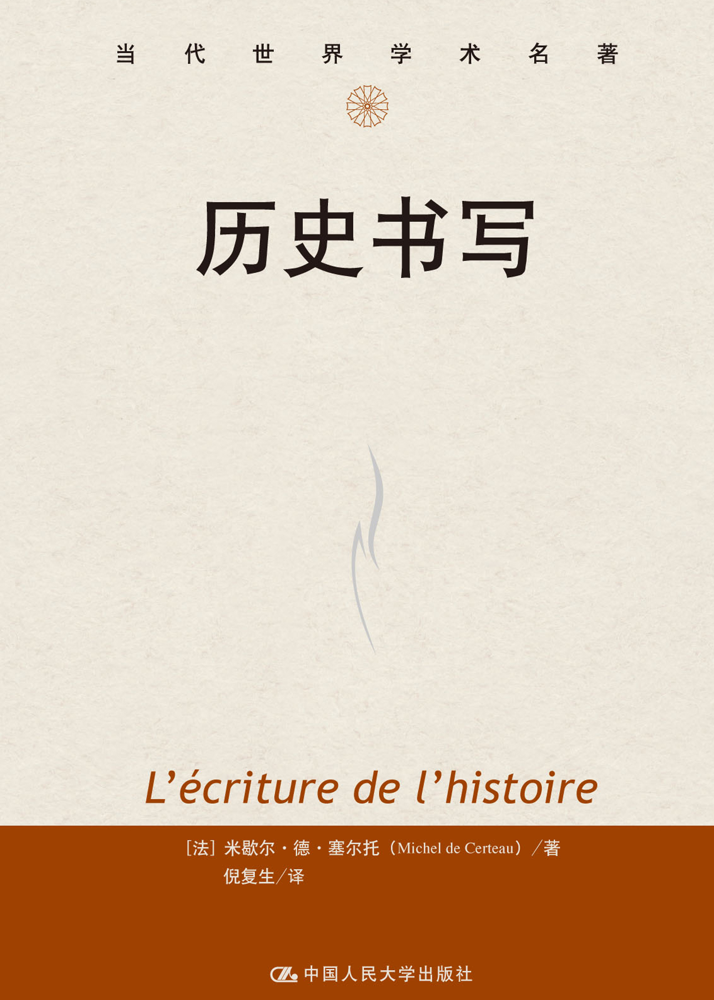 当代世界学术名著
历史书写
L’écriture de l’histoire
［法］米歇尔·德·塞尔托（Michel de Certeau）／著
倪复生／译
中国人民大学出版社